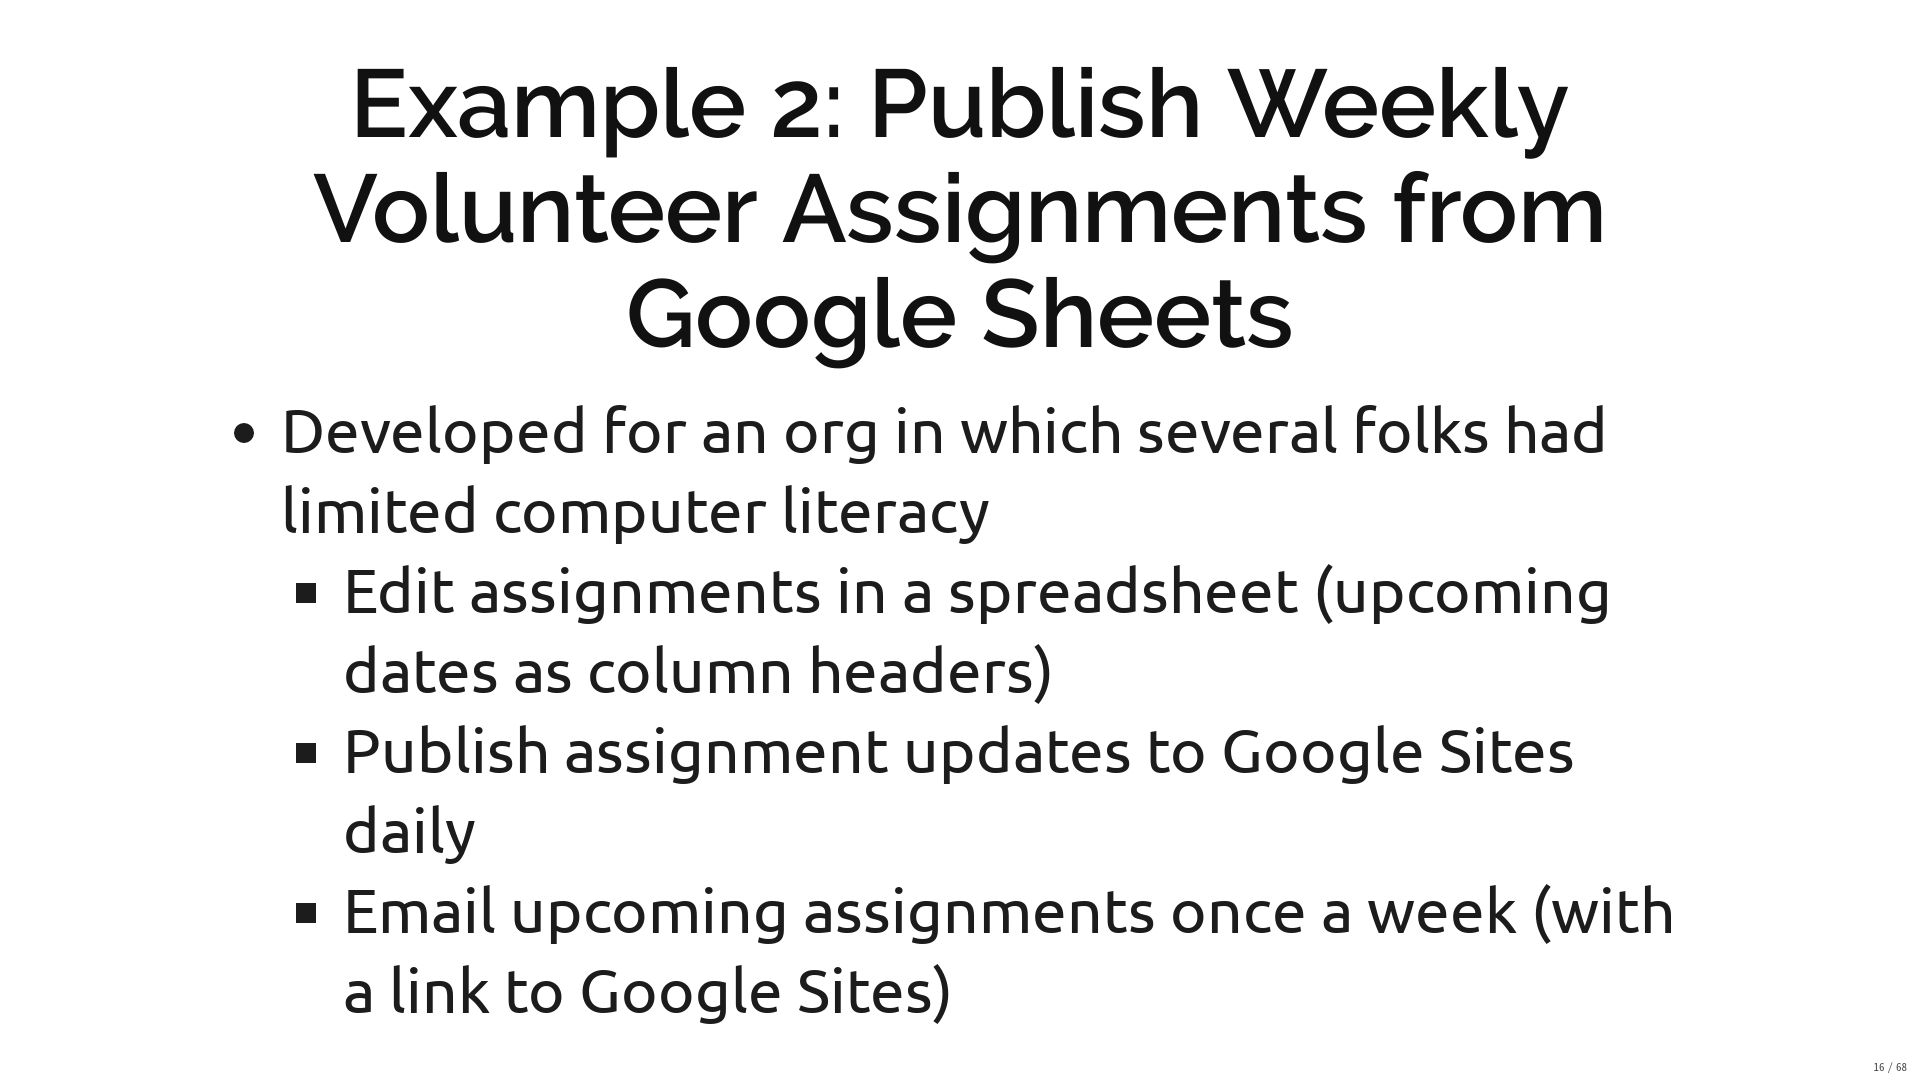 Example 2: Publish Weekly
Volunteer Assignments from
Google Sheets
• Developed for an org in which several folks had
limited computer literacy
▪ Edit assignments in a spreadsheet (upcoming
dates as column headers)
▪ Publish assignment updates to Google Sites
daily
▪ Email upcoming assignments once a week (with
a link to Google Sites)
16 / 68